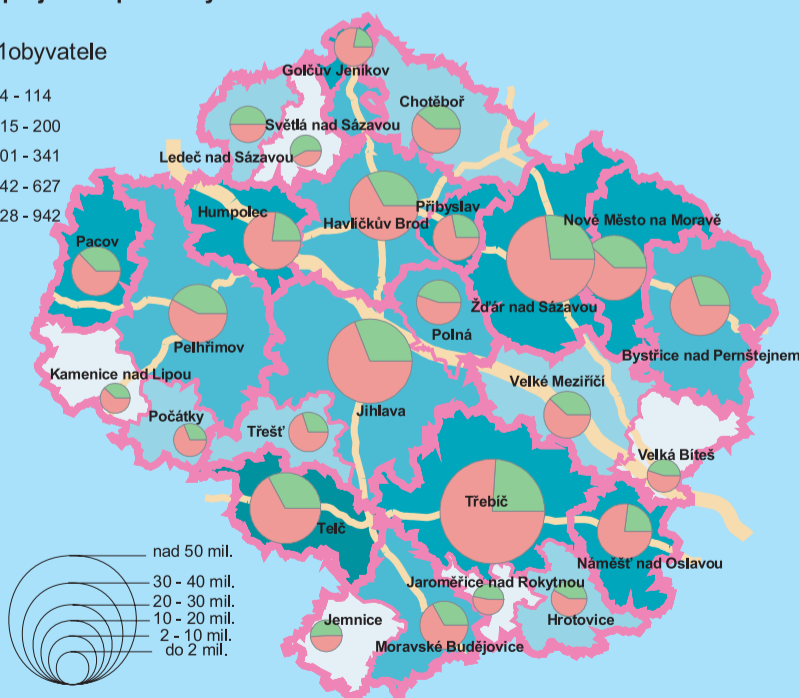 1obyvatele
4 - 114
15 - 200
01 - 341
42 - 627
28 - 942
Golčův Jeníkov
Chotěboř
Světlá nad Sázavou
Ledeč nad Sázavou
Humpolec
Havlíčkův Brod
Přibyslav
Nové Město na Moravě
Pacov
Žďár nad Sázavou
Polná
Pelhřimov
Bystřice nad Pernštejnem
Kamenice nad Lipou
Velké Meziříčí
Jihlava
Počátky
Třešť
Velká Bíteš
Třebíč
Telč
Náměšť nad Oslavou
Jaroměřice nad Rokytnou
Hrotovice
Jemnice
Moravské Budějovice
nad 50 mil.
30 - 40 mil.
20 - 30 mil.
10 - 20 mil.
2 - 10 mil.
do 2 mil.